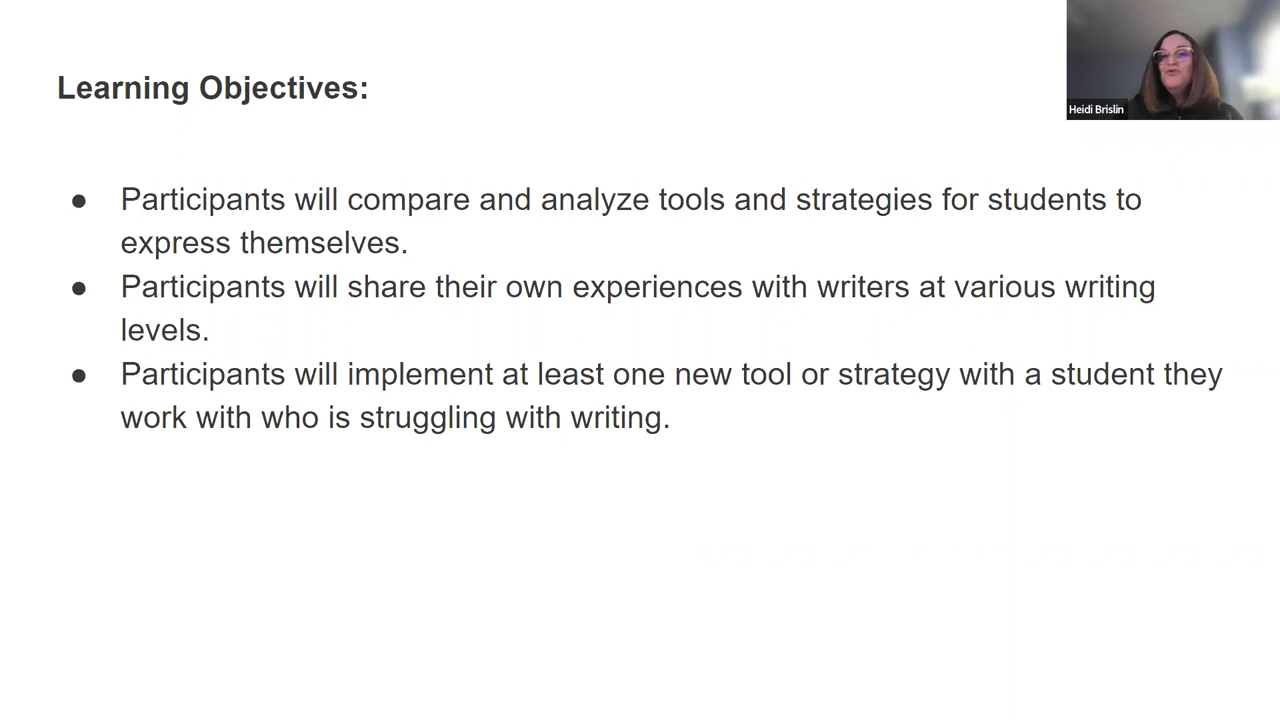 Learning Objectives:
Heidi Brislin
● Participants will compare and analyze tools and strategies for students to
express themselves.
● Participants will share their own experiences with writers at various writing
levels.
● Participants will implement at least one new tool or strategy with a student they
work with who is struggling with writing.